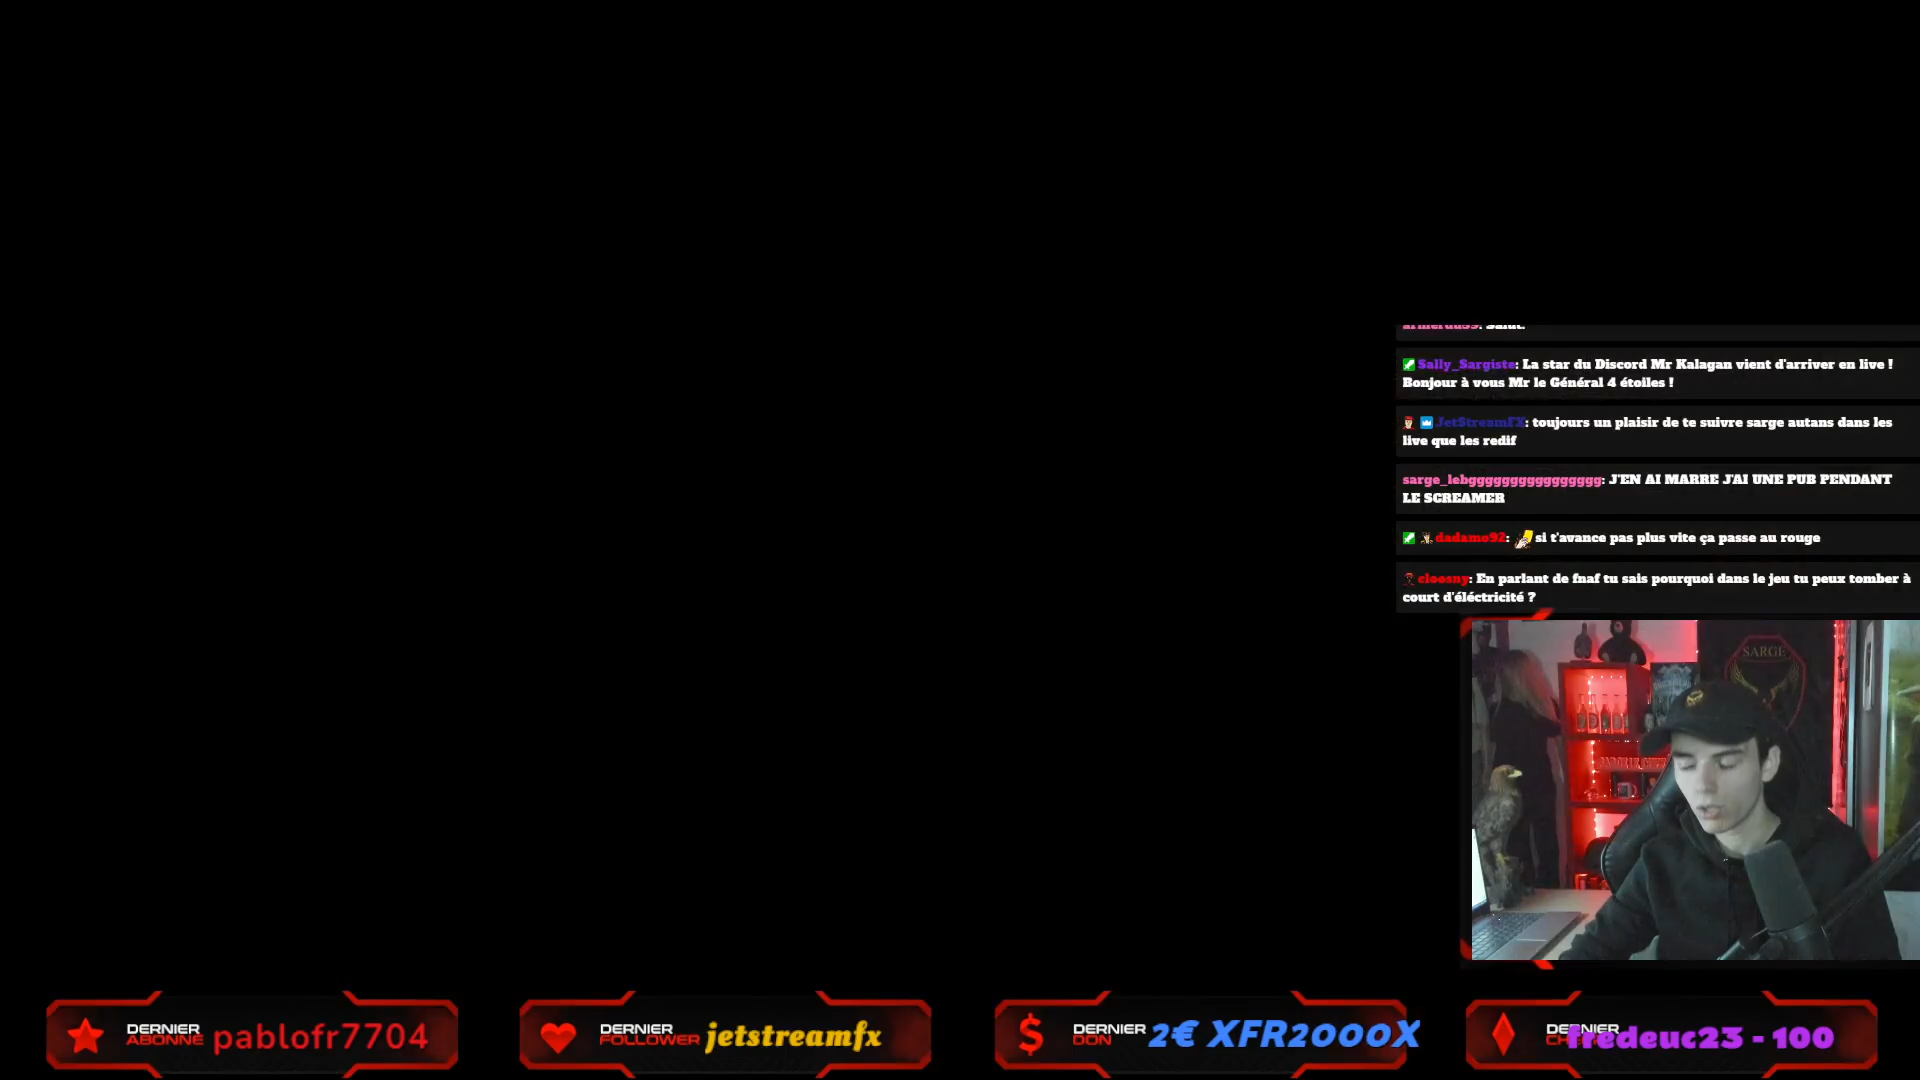 Sally_Sargiste: La star du Discord Mr Kalagan vient d'arriver en live !
Bonjour à vous Mr le Général 4 étoiles !
JetStreamFX: toujours un plaisir de te suivre sarge autans dans les
live que les redif
sarge_lebgggggggggggggggg: J'EN AI MARRE J'AI UNE PUB PENDANT
LE SCREAMER
dadamo92: si t'avance pas plus vite ça passe au rouge
cloosny: En parlant de fnaf tu sais pourquoi dans le jeu tu peux tomber à
court d'éléctricité ?
SARGE
DERNIER
ABONNÉ
pablofr7704
DERNIER
FOLLOWER
jetstreamfx
DERNIER
DON
2€ XFR2000X
DERNIER
fredeuc23 - 100